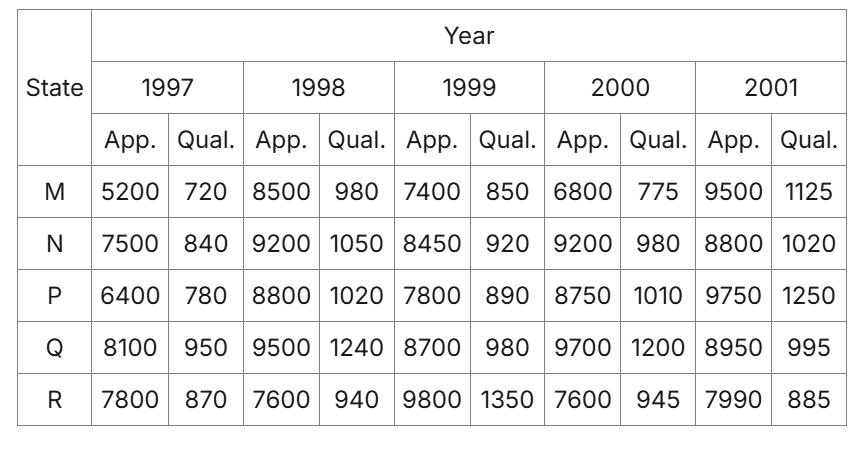 Year
State 1997 1998 1999 2000 2001
App. Qual. App. Qual. App. Qual. App. Qual. App. Qual.
M 5200 720 8500 980 7400 850 6800 775 9500 1125
N 7500 840 9200 1050 8450 920 9200 980 8800 1020
P 6400 780 8800 1020 7800 890 8750 1010 9750 1250
Q 8100 950 9500 1240 8700 980 9700 1200 8950 995
R 7800 870 7600 940 9800 1350 7600 945 7990 885